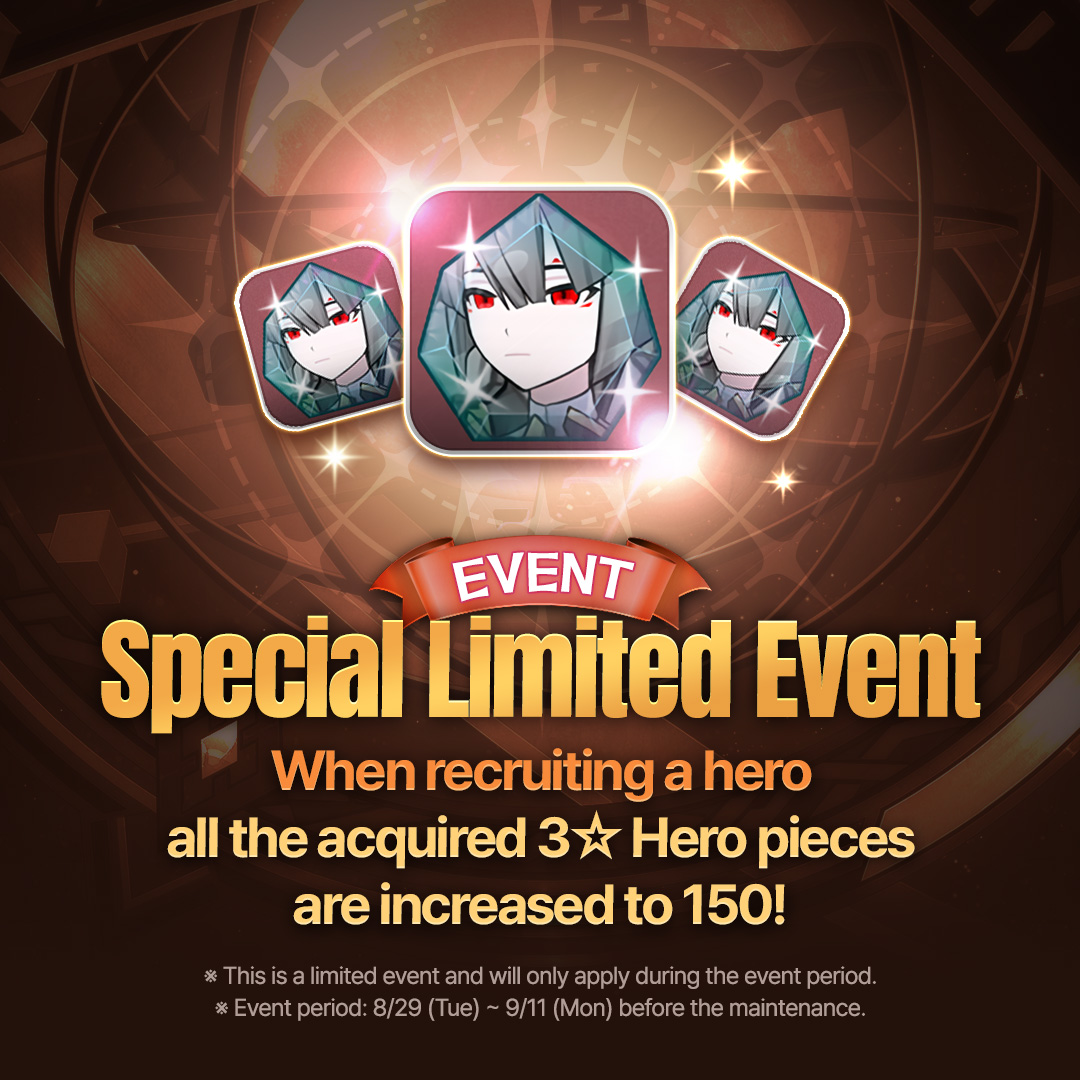 EVENT
Special Limited Event
When recruiting a hero
all the acquired 3☆ Hero pieces
are increased to 150!
※ This is a limited event and will only apply during the event period.
※ Event period: 8/29 (Tue) ~ 9/11 (Mon) before the maintenance.